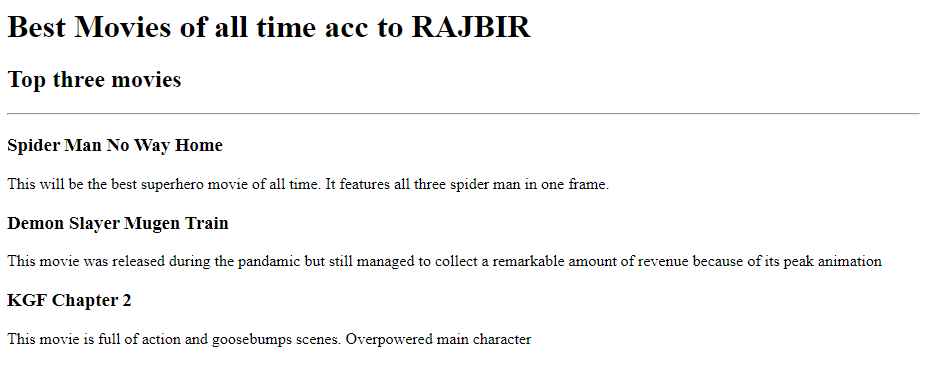 Best Movies of all time acc to RAJBIR
Top three movies
Spider Man No Way Home
This will be the best superhero movie of all time. It features all three spider man in one frame.
Demon Slayer Mugen Train
This movie was released during the pandamic but still managed to collect a remarkable amount of revenue because of its peak animation
KGF Chapter 2
This movie is full of action and goosebumps scenes. Overpowered main character